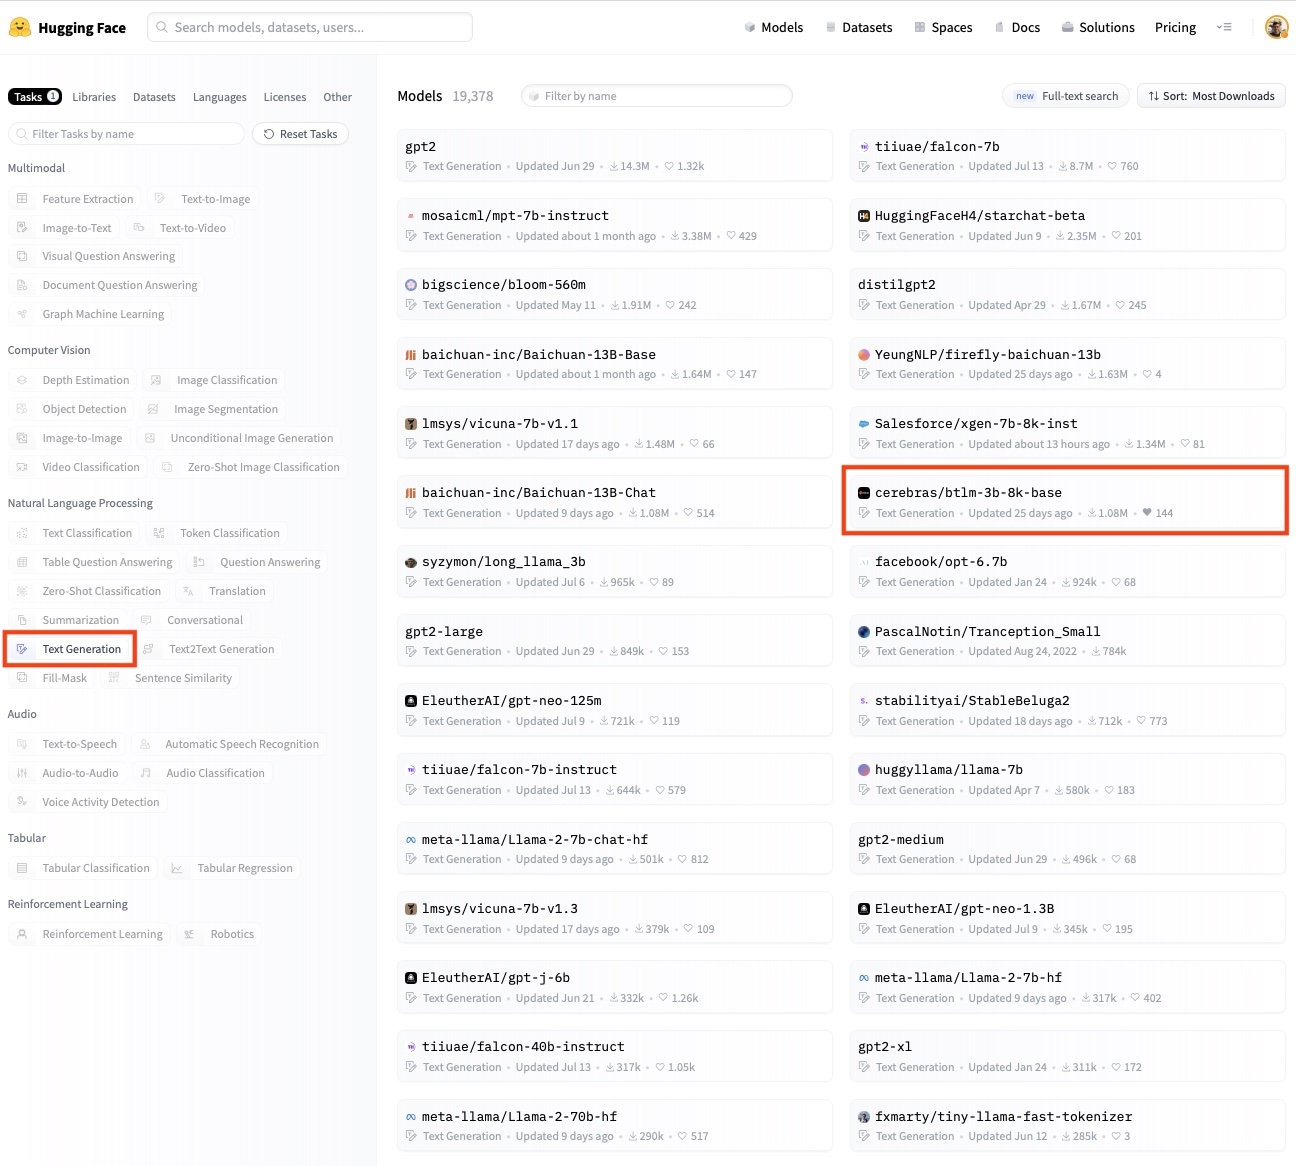 Hugging Face
Search models, datasets, users...
Models
Datasets
Spaces
Docs
Solutions
Pricing
Tasks 1
Libraries
Datasets
Languages
Licenses
Other
Filter Tasks by name
Reset Tasks
Multimodal
Feature Extraction
Text-to-Image
Image-to-Text
Text-to-Video
Visual Question Answering
Document Question Answering
Graph Machine Learning
Computer Vision
Depth Estimation
Image Classification
Object Detection
Image Segmentation
Image-to-Image
Unconditional Image Generation
Video Classification
Zero-Shot Image Classification
Natural Language Processing
Text Classification
Token Classification
Table Question Answering
Question Answering
Zero-Shot Classification
Translation
Summarization
Conversational
Text Generation
Text2Text Generation
Fill-Mask
Sentence Similarity
Audio
Text-to-Speech
Automatic Speech Recognition
Audio-to-Audio
Audio Classification
Voice Activity Detection
Tabular
Tabular Classification
Tabular Regression
Reinforcement Learning
Reinforcement Learning
Robotics
Models 19,378
Filter by name
new Full-text search
Sort: Most Downloads
gpt2
Text Generation • Updated Jun 29 • 14.3M • 1.32k
tiiuae/falcon-7b
Text Generation • Updated Jul 13 • 8.7M • 760
mosaicml/mpt-7b-instruct
Text Generation • Updated about 1 month ago • 3.38M • 429
HuggingFaceH4/starchat-beta
Text Generation • Updated Jun 9 • 2.35M • 201
bigscience/bloom-560m
Text Generation • Updated May 11 • 1.91M • 242
distilgpt2
Text Generation • Updated Apr 29 • 1.67M • 245
baichuan-inc/Baichuan-13B-Base
Text Generation • Updated about 1 month ago • 1.64M • 147
YeungNLP/firefly-baichuan-13b
Text Generation • Updated 25 days ago • 1.63M • 4
lmsys/vicuna-7b-v1.1
Text Generation • Updated 17 days ago • 1.48M • 66
Salesforce/xgen-7b-8k-inst
Text Generation • Updated about 13 hours ago • 1.34M • 81
baichuan-inc/Baichuan-13B-Chat
Text Generation • Updated 9 days ago • 1.08M • 514
cerebras/btlm-3b-8k-base
Text Generation • Updated 25 days ago • 1.08M • 144
syzymon/long_llama_3b
Text Generation • Updated Jul 6 • 965k • 89
facebook/opt-6.7b
Text Generation • Updated Jan 24 • 924k • 68
gpt2-large
Text Generation • Updated Jun 29 • 849k • 153
PascalNotin/Tranception_Small
Text Generation • Updated Aug 24, 2022 • 784k
EleutherAI/gpt-neo-125m
Text Generation • Updated Jul 9 • 721k • 119
stabilityai/StableBeluga2
Text Generation • Updated 18 days ago • 712k • 773
tiiuae/falcon-7b-instruct
Text Generation • Updated Jul 13 • 644k • 579
huggyllama/llama-7b
Text Generation • Updated Apr 7 • 580k • 183
meta-llama/Llama-2-7b-chat-hf
Text Generation • Updated 9 days ago • 501k • 812
gpt2-medium
Text Generation • Updated Jun 29 • 496k • 68
lmsys/vicuna-7b-v1.3
Text Generation • Updated 17 days ago • 379k • 109
EleutherAI/gpt-neo-1.3B
Text Generation • Updated Jul 9 • 345k • 195
EleutherAI/gpt-j-6b
Text Generation • Updated Jun 21 • 332k • 1.26k
meta-llama/Llama-2-7b-hf
Text Generation • Updated 9 days ago • 317k • 402
tiiuae/falcon-40b-instruct
Text Generation • Updated Jul 13 • 317k • 1.05k
gpt2-xl
Text Generation • Updated Jan 24 • 311k • 172
meta-llama/Llama-2-70b-hf
Text Generation • Updated 9 days ago • 290k • 517
fxmarty/tiny-llama-fast-tokenizer
Text Generation • Updated Jun 12 • 285k • 3